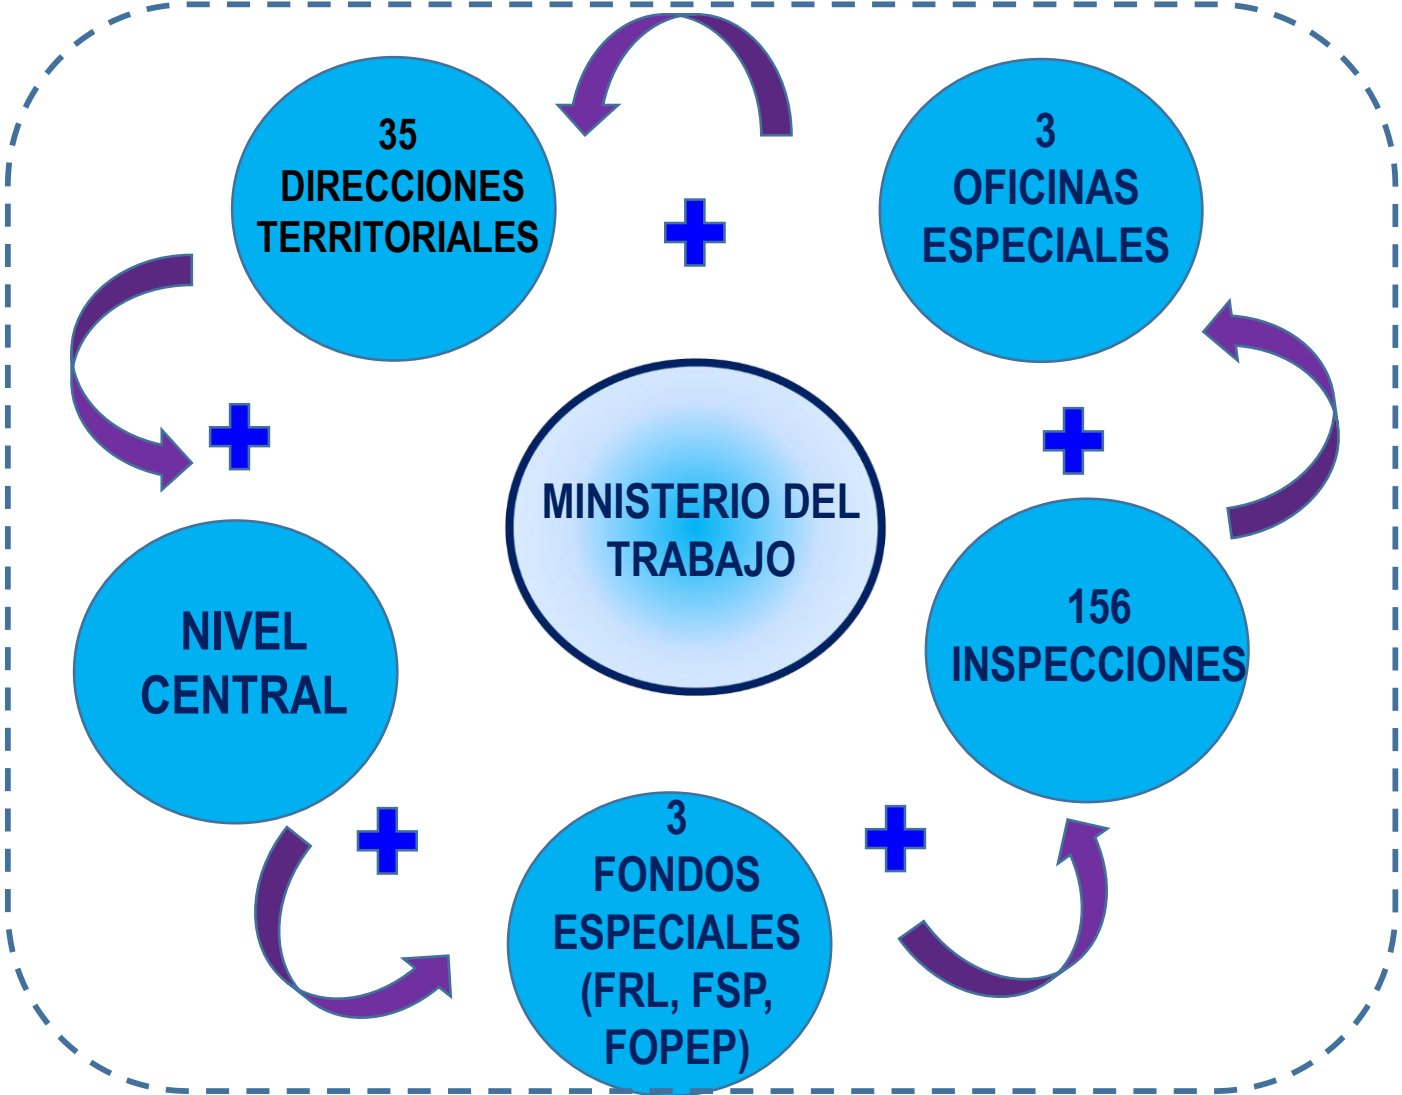 35
DIRECCIONES
TERRITORIALES
3
OFICINAS
ESPECIALES
MINISTERIO DEL
TRABAJO
NIVEL
CENTRAL
156
INSPECCIONES
3
FONDOS
ESPECIALES
(FRL, FSP,
FOPEP)